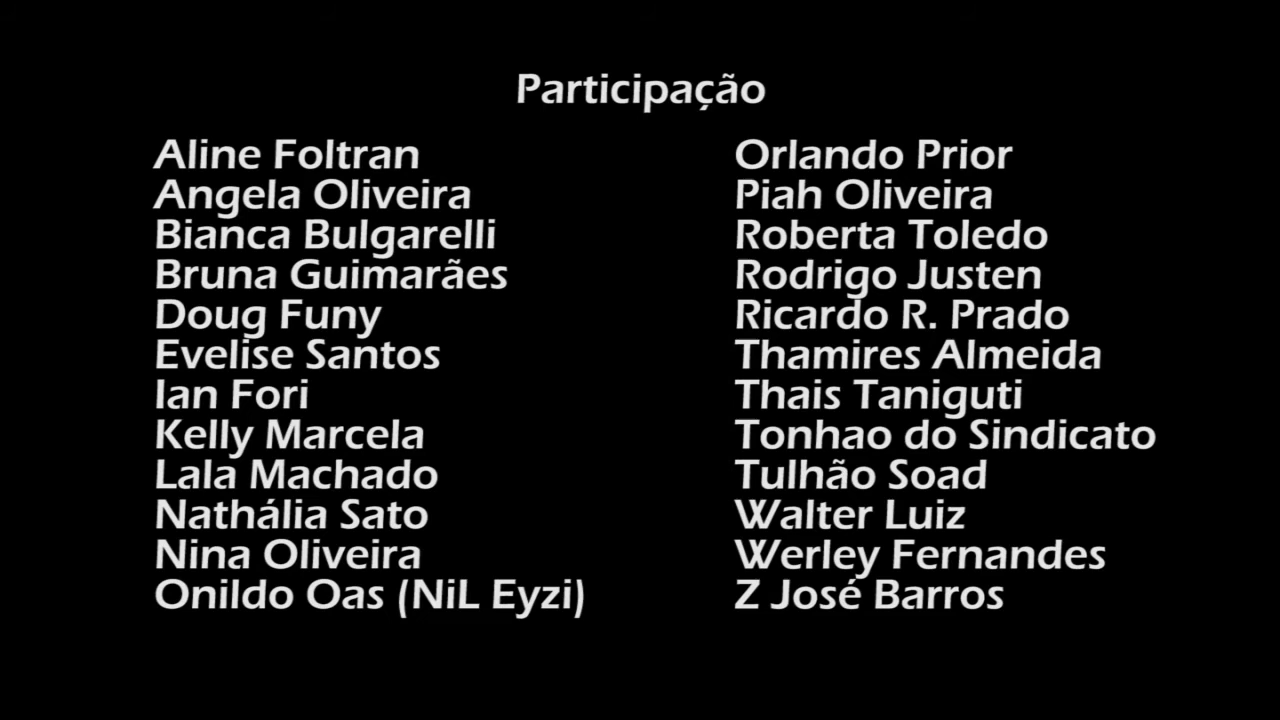 Participação
Aline Foltran
Angela Oliveira
Bianca Bulgarelli
Bruna Guimarães
Doug Funy
Evelise Santos
Ian Fori
Kelly Marcela
Lala Machado
Nathália Sato
Nina Oliveira
Onildo Oas (NiL Eyzi)
Orlando Prior
Piah Oliveira
Roberta Toledo
Rodrigo Justen
Ricardo R. Prado
Thamires Almeida
Thais Taniguti
Tonhao do Sindicato
Tulhão Soad
Walter Luiz
Werley Fernandes
Z José Barros